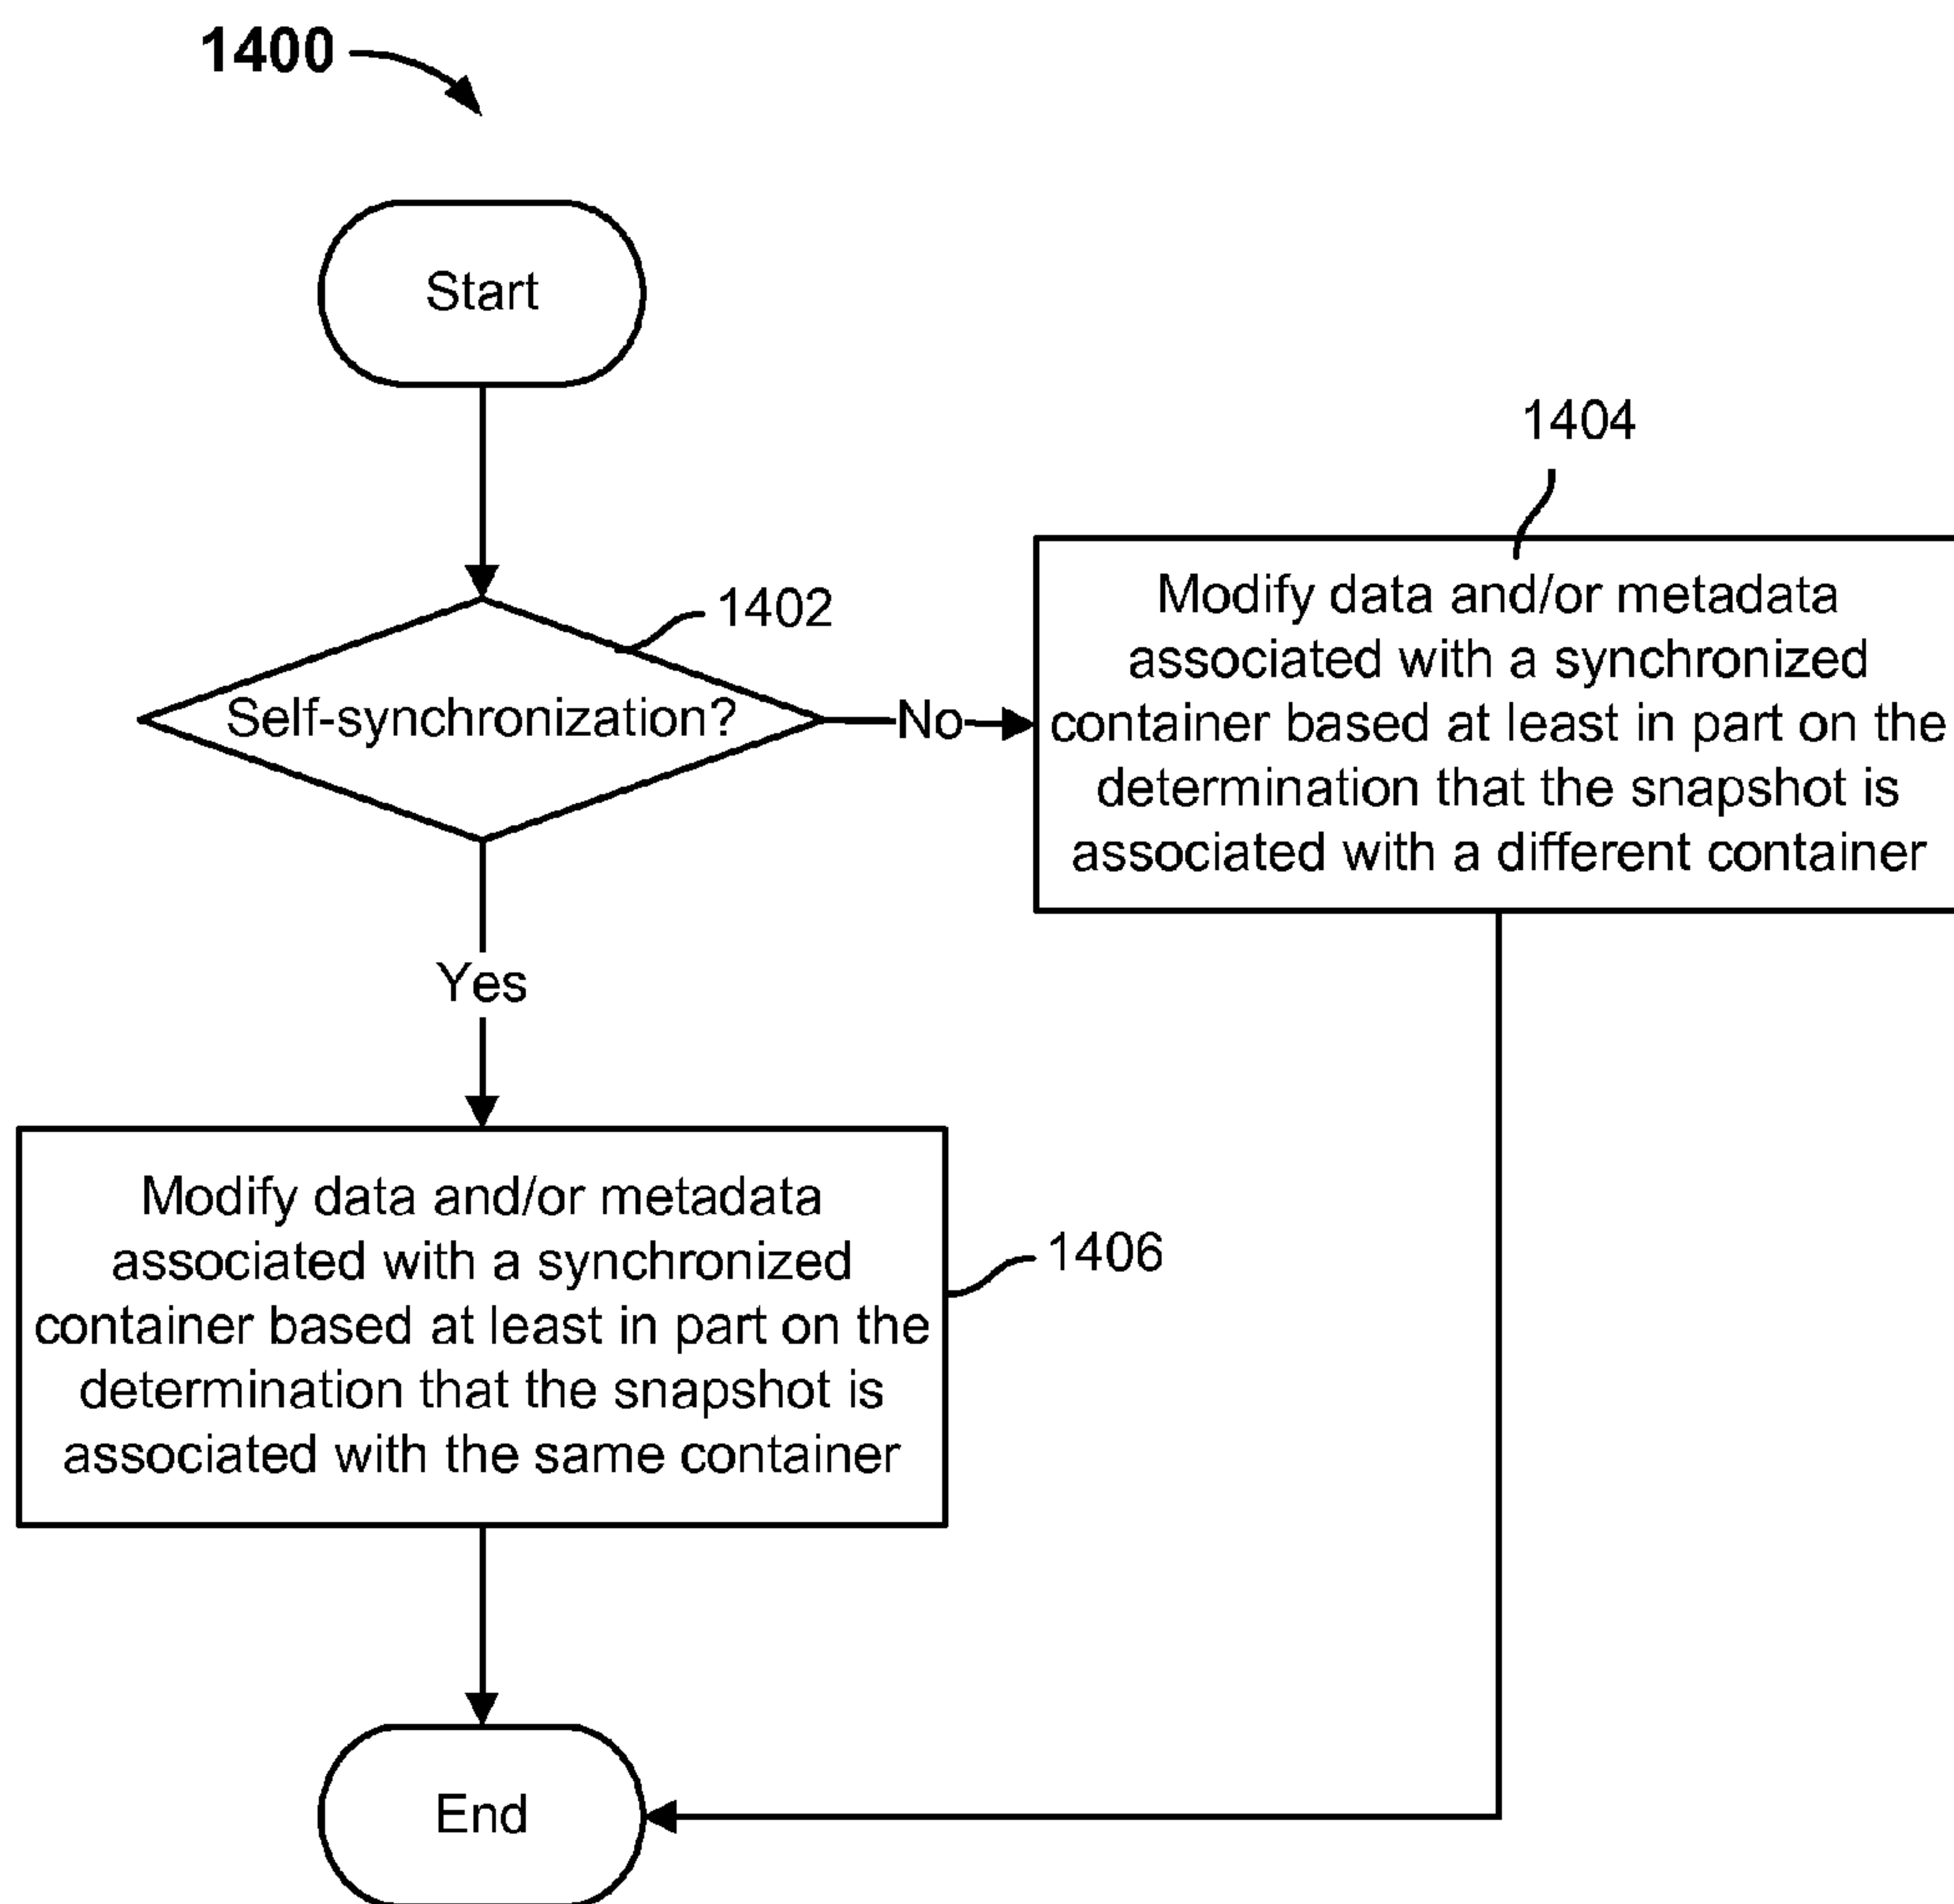 1400
Start
1402
Self-synchronization?
No
1404
Modify data and/or metadata
associated with a synchronized
container based at least in part on the
determination that the snapshot is
associated with a different container
Yes
Modify data and/or metadata
associated with a synchronized
container based at least in part on the
determination that the snapshot is
associated with the same container
1406
End